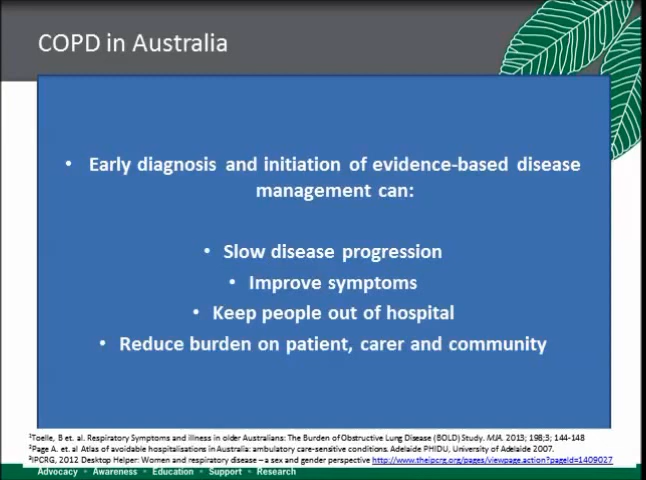 COPD in Australia
• Early diagnosis and initiation of evidence-based disease
management can:
• Slow disease progression
• Improve symptoms
• Keep people out of hospital
• Reduce burden on patient, carer and community
1Toelle, B et. al. Respiratory Symptoms and illness in older Australians: The Burden of Obstructive Lung Disease (BOLD) Study. MJA. 2013; 198;3; 144-148
2Page A. et. al Atlas of avoidable hospitalisations in Australia: ambulatory care-sensitive conditions. Adelaide PHIDU, University of Adelaide 2007.
3IPCRG, 2012 Desktop Helper: Women and respiratory disease – a sex and gender perspective http://www.theipcrg.org/pages/viewpage.action?pageId=1409027
Advocacy • Awareness • Education • Support • Research